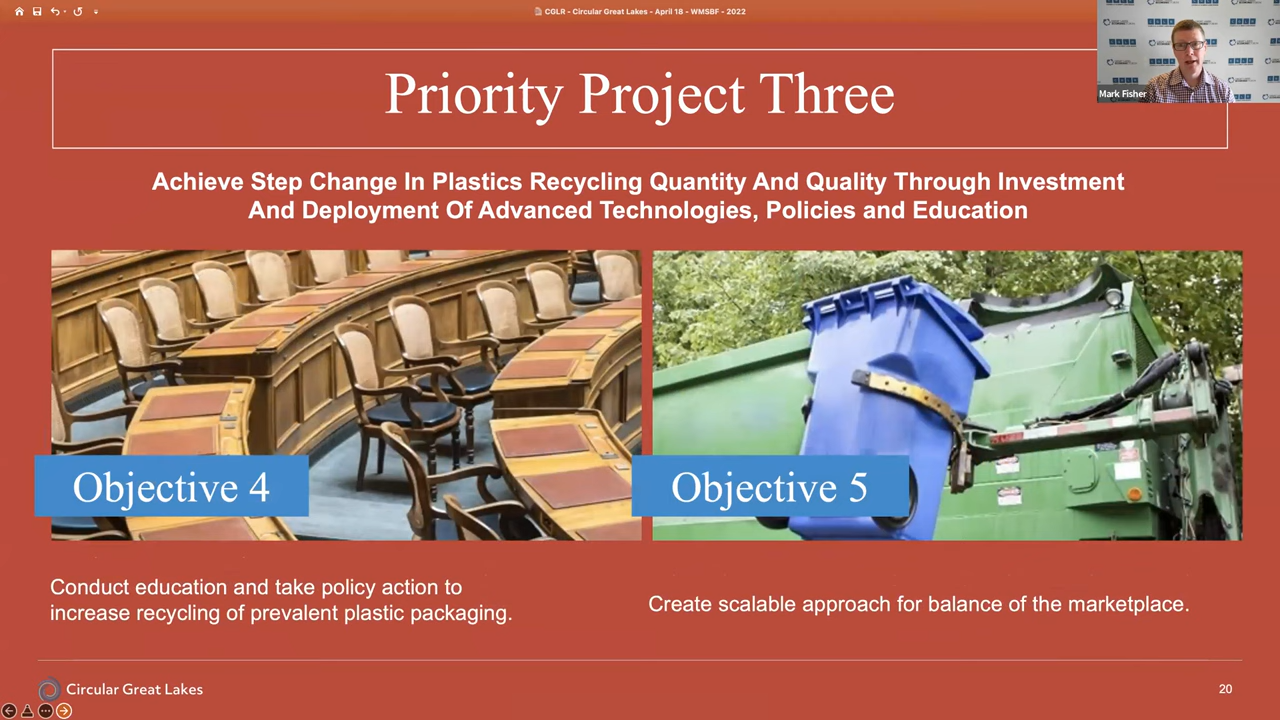 CGLR - Circular Great Lakes - April 18 - WMSBF - 2022
Mark Fisher
Priority Project Three
Achieve Step Change In Plastics Recycling Quantity And Quality Through Investment
And Deployment Of Advanced Technologies, Policies and Education
Objective 4
Objective 5
Conduct education and take policy action to
increase recycling of prevalent plastic packaging.
Create scalable approach for balance of the marketplace.
Circular Great Lakes
20